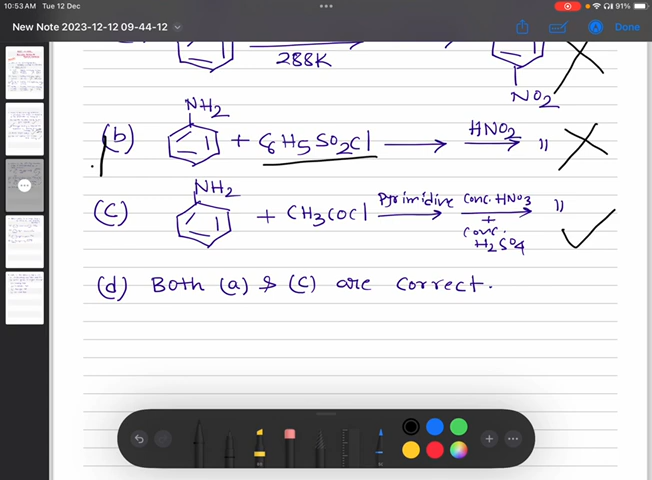 10:53 AM Tue 12 Dec
91%
New Note 2023-12-12 09-44-12
Done
288K
NO2
(b) NH2 + C6H5SO2Cl HNO2 "
(C) NH2 + CH3COCl Pyrimidine Conc. HNO3 + Conc. H2SO4 "
(d) Both (a) & (C) are correct.